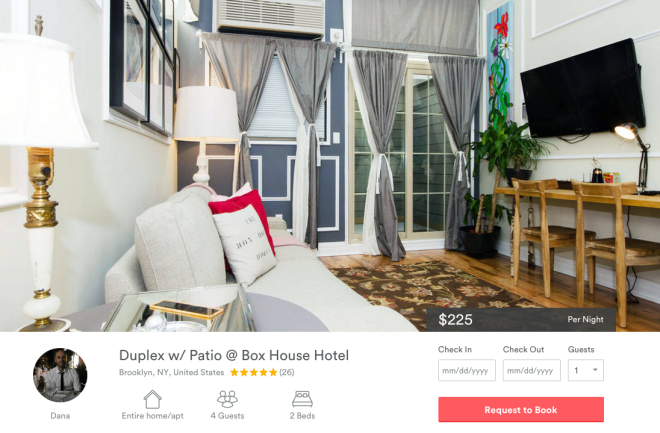 THE
BOX HO
HOUSE
$225
Per Night
Duplex w/ Patio @ Box House Hotel
Brooklyn, NY, United States
(26)
Dana
Entire home/apt
4 Guests
2 Beds
Check In
Check Out
Guests
mm/dd/yyyy
mm/dd/yyyy
1
Request to Book